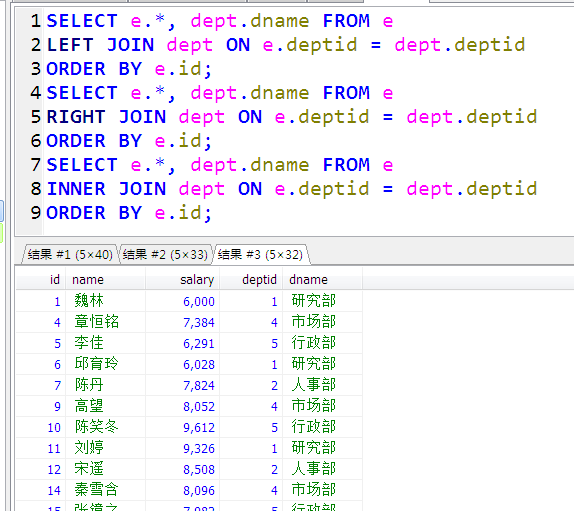 1 SELECT e.*, dept.dname FROM e
2 LEFT JOIN dept ON e.deptid = dept.deptid
3 ORDER BY e.id;
4 SELECT e.*, dept.dname FROM e
5 RIGHT JOIN dept ON e.deptid = dept.deptid
6 ORDER BY e.id;
7 SELECT e.*, dept.dname FROM e
8 INNER JOIN dept ON e.deptid = dept.deptid
9 ORDER BY e.id;
结果 #1 (5×40) 结果 #2 (5×33) 结果 #3 (5×32)
id name salary deptid dname
1 魏林 6,000 1 研究部
4 章恒铭 7,384 4 市场部
5 李佳 6,291 5 行政部
6 邱育玲 6,028 1 研究部
7 陈丹 7,824 2 人事部
9 高望 8,052 4 市场部
10 陈笑冬 9,612 5 行政部
11 刘婷 9,326 1 研究部
12 宋遥 8,508 2 人事部
14 秦雪含 8,096 4 市场部